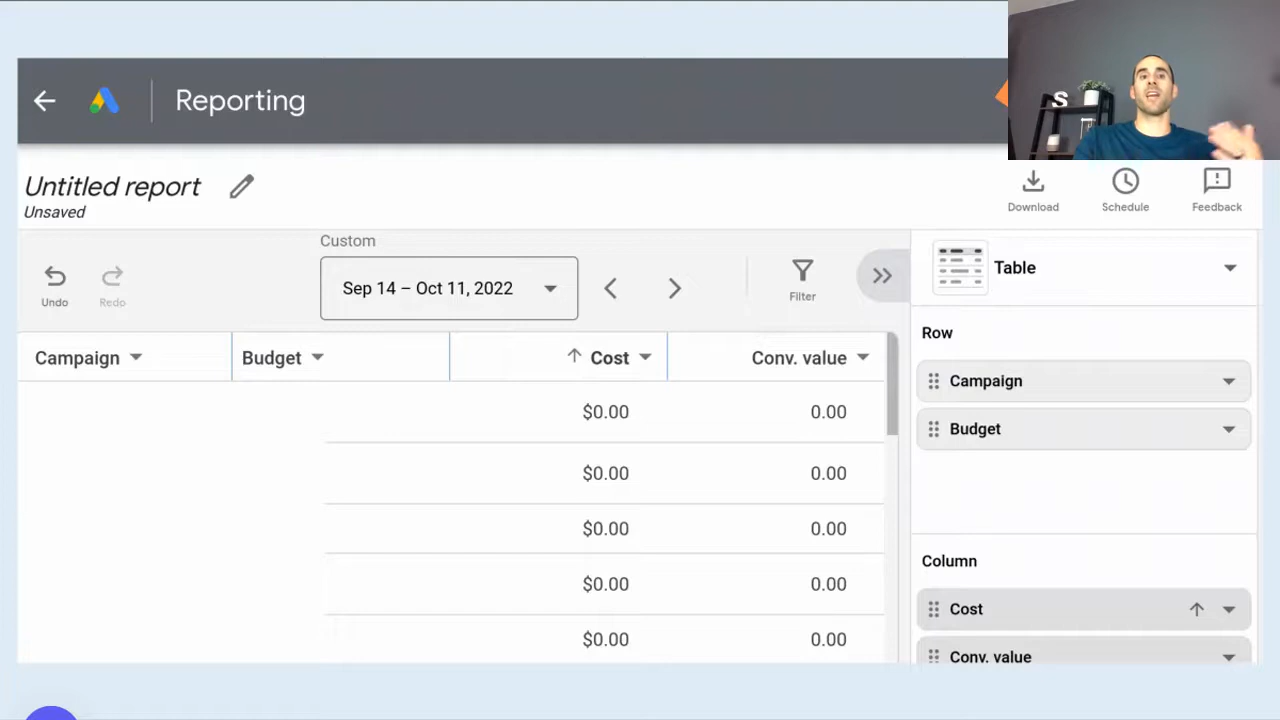 Reporting
S
Untitled report
Unsaved
Download
Schedule
Feedback
Undo
Redo
Custom
Sep 14 – Oct 11, 2022
Filter
Table
Campaign
Budget
Cost
Conv. value
$0.00 0.00
$0.00 0.00
$0.00 0.00
$0.00 0.00
$0.00 0.00
Row
Campaign
Budget
Column
Cost
Conv. value